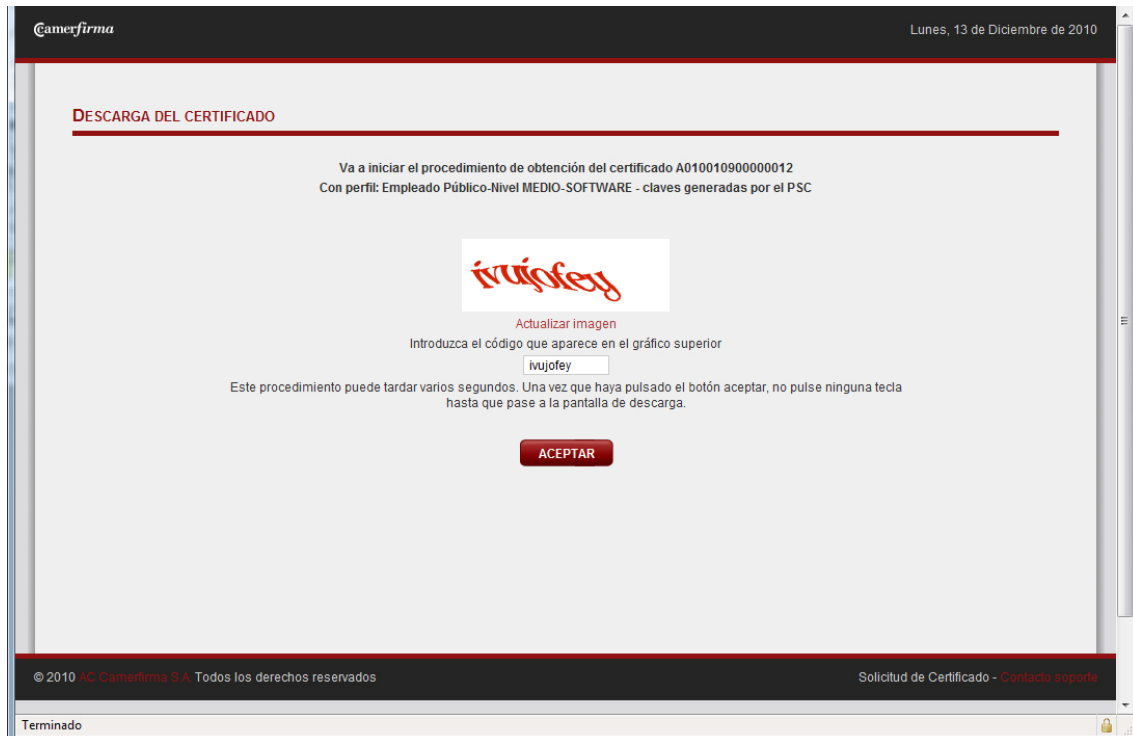 Camerfirma
Lunes, 13 de Diciembre de 2010
DESCARGA DEL CERTIFICADO
Va a iniciar el procedimiento de obtención del certificado A010010900000012
Con perfil: Empleado Público-Nivel MEDIO-SOFTWARE - claves generadas por el PSC
ivujofey
Actualizar imagen
Introduzca el código que aparece en el gráfico superior
ivujofey
Este procedimiento puede tardar varios segundos. Una vez que haya pulsado el botón aceptar, no pulse ninguna tecla
hasta que pase a la pantalla de descarga.
ACEPTAR
© 2010 AC Camerfirma S.A. Todos los derechos reservados
Solicitud de Certificado - Contacto soporte
Terminado